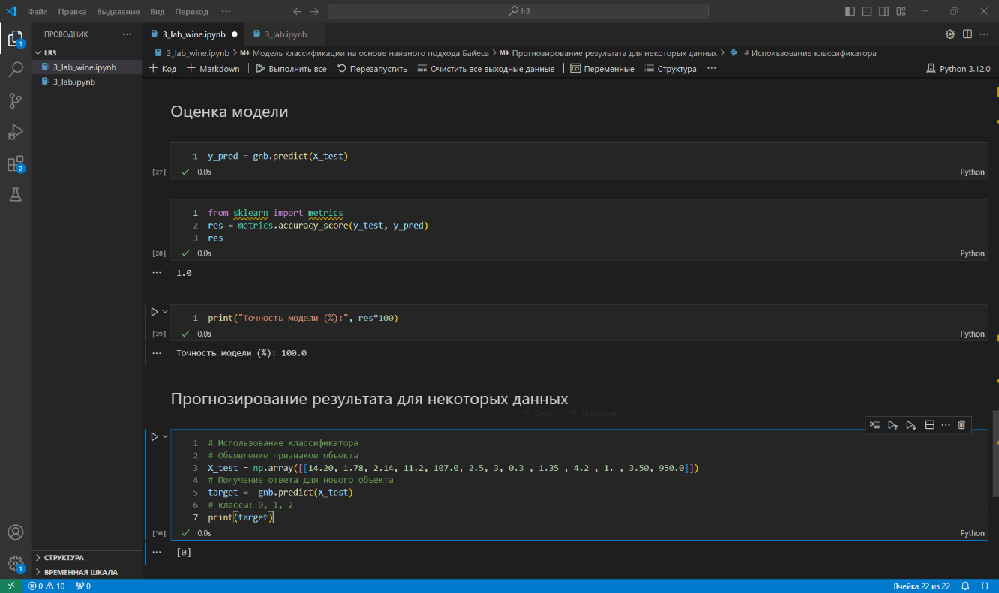 Файл Правка Выделение Вид Переход ··· lr3
ПРОВОДНИК ···
LR3
3_lab_wine.ipynb
3_lab.ipynb
3_lab_wine.ipynb 3_lab.ipynb
3_lab_wine.ipynb > M↓ Модель классификации на основе наивного подхода Байеса > M↓ Прогнозирование результата для некоторых данных > # Использование классификатора
+ Код + Markdown Выполнить все Перезапустить Очистить все выходные данные Переменные Структура ··· Python 3.12.0
1
2
Оценка модели
1 y_pred = gnb.predict(X_test)
[27] 0.0s Python
1 from sklearn import metrics
2 res = metrics.accuracy_score(y_test, y_pred)
3 res
[28] 0.0s Python
··· 1.0
1 print("Точность модели (%):", res*100)
[29] 0.0s Python
··· Точность модели (%): 100.0
Прогнозирование результата для некоторых данных
+ Code + Markdown
1 # Использование классификатора
2 # Объявление признаков объекта
3 X_test = np.array([[14.20, 1.78, 2.14, 11.2, 107.0, 2.5, 3, 0.3 , 1.35 , 4.2 , 1. , 3.50, 950.0]])
4 # Получение ответа для нового объекта
5 target =  gnb.predict(X_test)
6 # классы: 0, 1, 2
7 print(target)
[30] 0.0s Python
··· [0]
СТРУКТУРА
ВРЕМЕННАЯ ШКАЛА
1
0 10 0 Ячейка 22 из 22